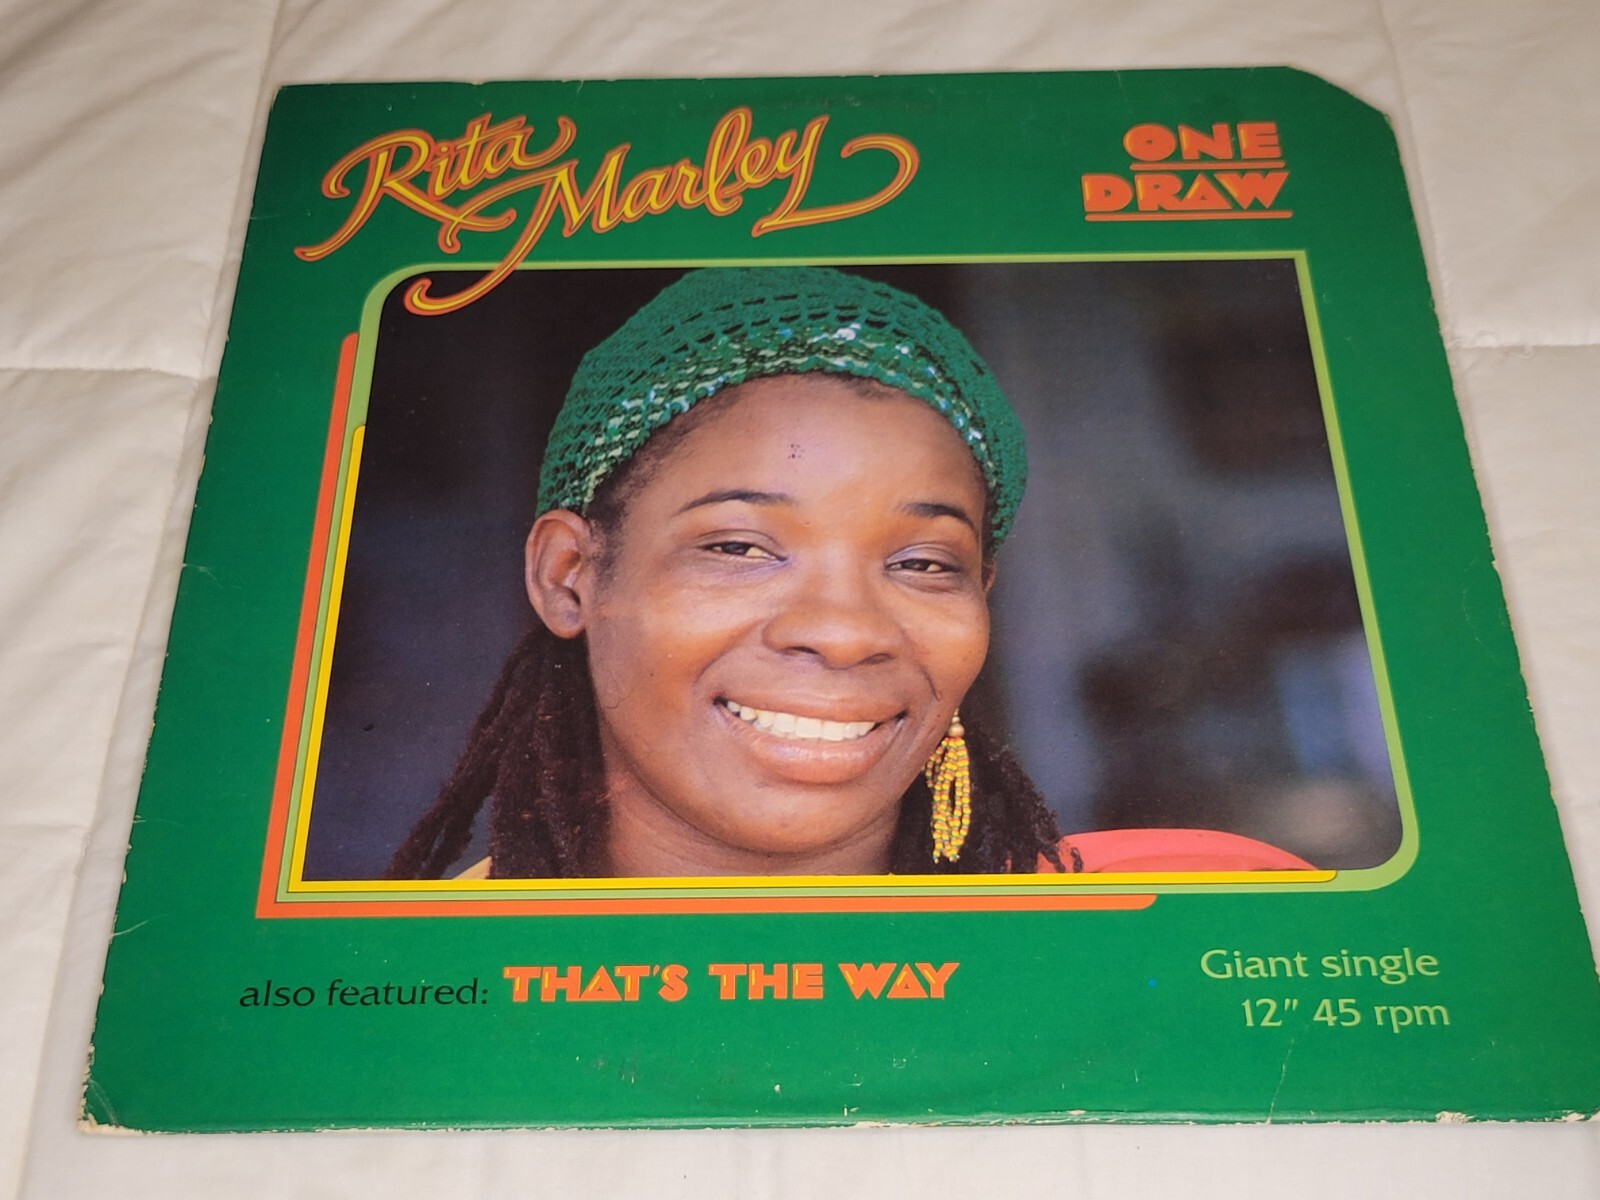 Rita Marley
ONE
DRAW
also featured: THAT'S THE WAY
Giant single
12" 45 rpm